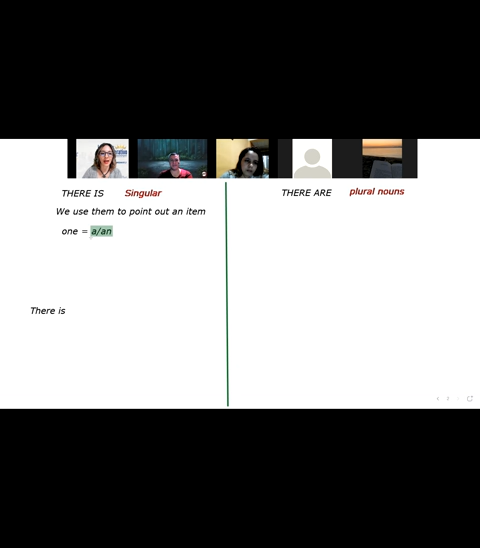 THERE IS Singular
We use them to point out an item
one = a/an
There is
THERE ARE plural nouns